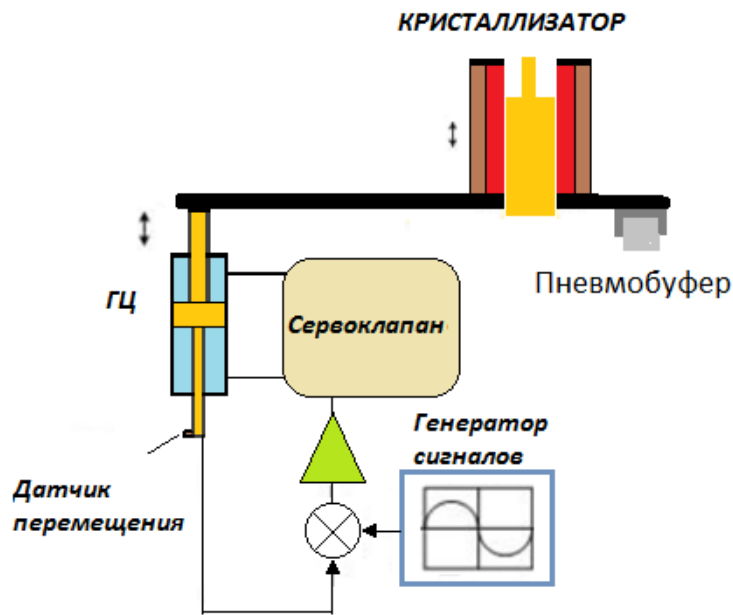 КРИСТАЛЛИЗАТОР
Пневмобуфер
ГЦ
Сервоклапан
Генератор
сигналов
Датчик
перемещения